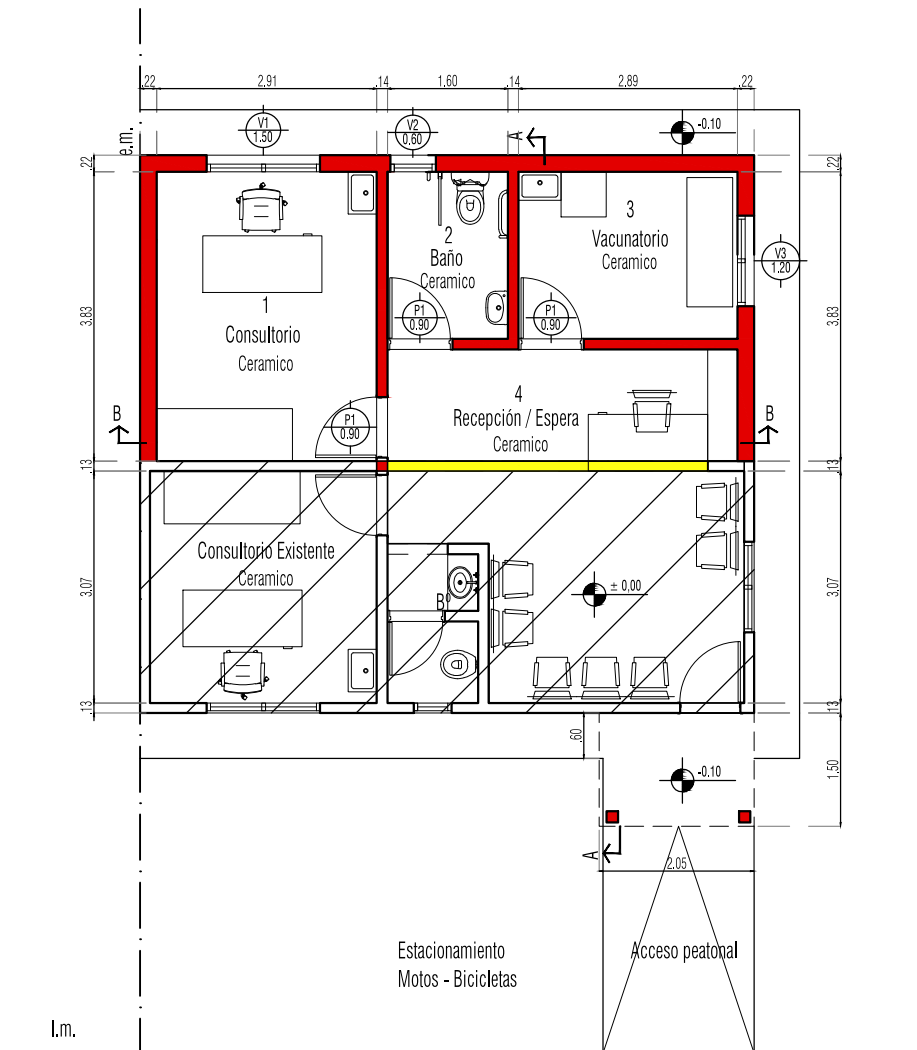 .22 2.91 .14 1.60 .14 2.89 .22
e.m.
V1
1.50
V2
0.60
A
-0.10
.22
.22
3
Vacunatorio
Ceramico
2
Baño
Ceramico
V3
1.20
1
Consultorio
Ceramico
P1
0.90
P1
0.90
3.83
3.83
4
Recepción / Espera
Ceramico
B
P1
0.90
B
.13
.13
Consultorio Existente
Ceramico
B°
± 0,00
3.07
3.07
.13
.13
.60
-0.10
1.50
A
2.05
Estacionamiento
Motos - Bicicletas
Acceso peatonal
l.m.